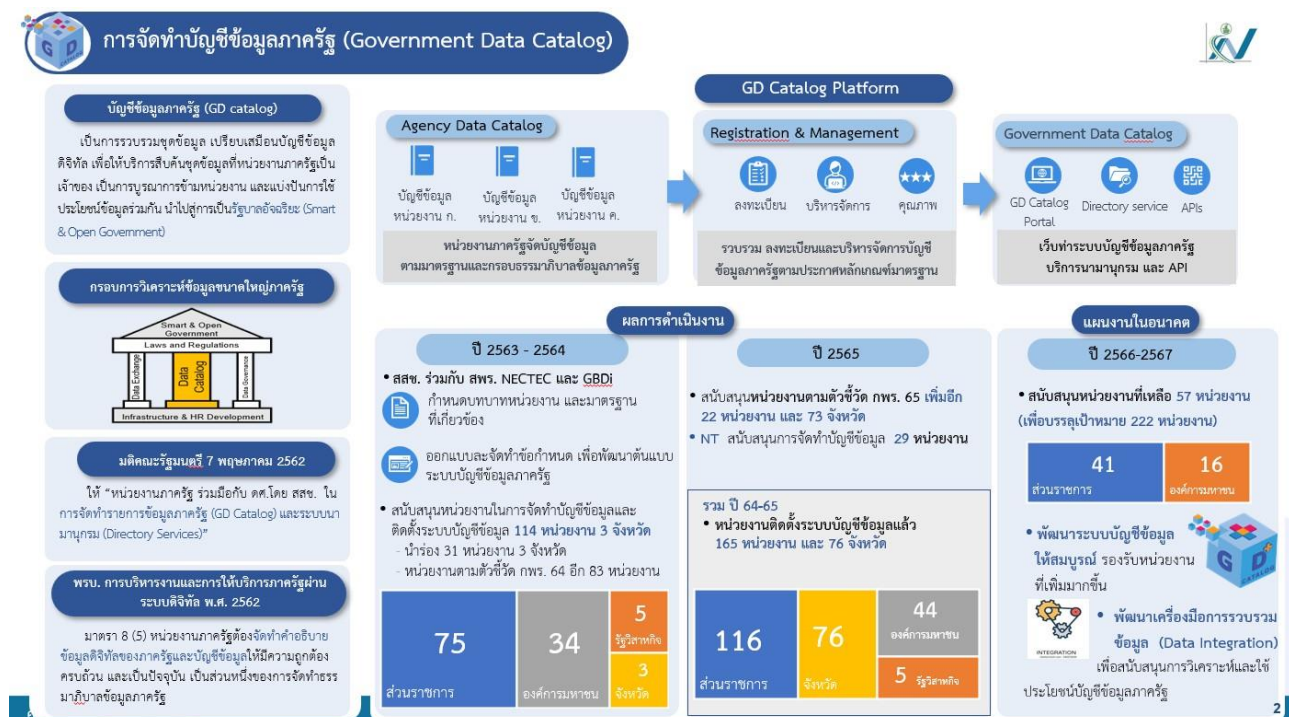 การจัดทำบัญชีข้อมูลภาครัฐ (Government Data Catalog)
บัญชีข้อมูลภาครัฐ (GD catalog)
เป็นการรวบรวมชุดข้อมูล เปรียบเสมือนบัญชีข้อมูล
ดิจิทัล เพื่อให้บริการสืบค้นชุดข้อมูลที่หน่วยงานภาครัฐเป็น
เจ้าของ เป็นการบูรณาการข้ามหน่วยงาน และแบ่งปันการใช้
ประโยชน์ข้อมูลร่วมกัน นำไปสู่การเป็นรัฐบาลอัจฉริยะ (Smart
& Open Government)
กรอบการวิเคราะห์ข้อมูลขนาดใหญ่ภาครัฐ
Smart & Open
Government
Laws and Regulations
Data Exchange
Data
Catalog
Data Governance
Infrastructure & HR Development
มติคณะรัฐมนตรี 7 พฤษภาคม 2562
ให้ "หน่วยงานภาครัฐ ร่วมมือกับ ดศ.โดย สสช. ใน
การจัดทำรายการข้อมูลภาครัฐ (GD Catalog) และระบบนา
มานุกรม (Directory Services)"
พรบ. การบริหารงานและการให้บริการภาครัฐผ่าน
ระบบดิจิทัล พ.ศ. 2562
มาตรา 8 (5) หน่วยงานภาครัฐต้องจัดทำคำอธิบาย
ข้อมูลดิจิทัลของภาครัฐและบัญชีข้อมูลให้มีความถูกต้อง
ครบถ้วน และเป็นปัจจุบัน เป็นส่วนหนึ่งของการจัดทำธรร
มาภิบาลข้อมูลภาครัฐ
GD Catalog Platform
Agency Data Catalog
บัญชีข้อมูล
หน่วยงาน ก.
บัญชีข้อมูล
หน่วยงาน ข.
บัญชีข้อมูล
หน่วยงาน ค.
หน่วยงานภาครัฐจัดบัญชีข้อมูล
ตามมาตรฐานและกรอบธรรมาภิบาลข้อมูลภาครัฐ
Registration & Management
ลงทะเบียน
บริหารจัดการ
คุณภาพ
รวบรวม ลงทะเบียนและบริหารจัดการบัญชี
ข้อมูลภาครัฐตามประกาศหลักเกณฑ์มาตรฐาน
Government Data Catalog
GD Catalog
Portal
Directory service
APIs
เว็บท่าระบบบัญชีข้อมูลภาครัฐ
บริการนามานุกรม และ API
ผลการดำเนินงาน
ปี 2563 - 2564
• สสช. ร่วมกับ สพร. NECTEC และ GBDi
กำหนดบทบาทหน่วยงาน และมาตรฐาน
ที่เกี่ยวข้อง
ออกแบบละจัดทำข้อกำหนด เพื่อพัฒนาต้นแบบ
ระบบบัญชีข้อมูลภาครัฐ
• สนับสนุนหน่วยงานในการจัดทำบัญชีข้อมูลและ
ติดตั้งระบบบัญชีข้อมูล 114 หน่วยงาน 3 จังหวัด
- นำร่อง 31 หน่วยงาน 3 จังหวัด
- หน่วยงานตามตัวชี้วัด กพร. 64 อีก 83 หน่วยงาน
75
ส่วนราชการ
34
องค์การมหาชน
5
รัฐวิสาหกิจ
3
จังหวัด
ปี 2565
• สนับสนุนหน่วยงานตามตัวชี้วัด กพร. 65 เพิ่มอีก
22 หน่วยงาน และ 73 จังหวัด
• NT สนับสนุนการจัดทำบัญชีข้อมูล 29 หน่วยงาน
รวม ปี 64-65
• หน่วยงานติดตั้งระบบบัญชีข้อมูลแล้ว
165 หน่วยงาน และ 76 จังหวัด
116
ส่วนราชการ
76
จังหวัด
44
องค์การมหาชน
5 รัฐวิสาหกิจ
แผนงานในอนาคต
ปี 2566-2567
• สนับสนุนหน่วยงานที่เหลือ 57 หน่วยงาน
(เพื่อบรรลุเป้าหมาย 222 หน่วยงาน)
41
ส่วนราชการ
16
องค์การมหาชน
• พัฒนาระบบบัญชีข้อมูล
ให้สมบูรณ์ รองรับหน่วยงาน
ที่เพิ่มมากขึ้น
G D
CATALOG
INTEGRATION
• พัฒนาเครื่องมือการรวบรวม
ข้อมูล (Data Integration)
เพื่อสนับสนุนการวิเคราะห์และใช้
ประโยชน์บัญชีข้อมูลภาครัฐ
2